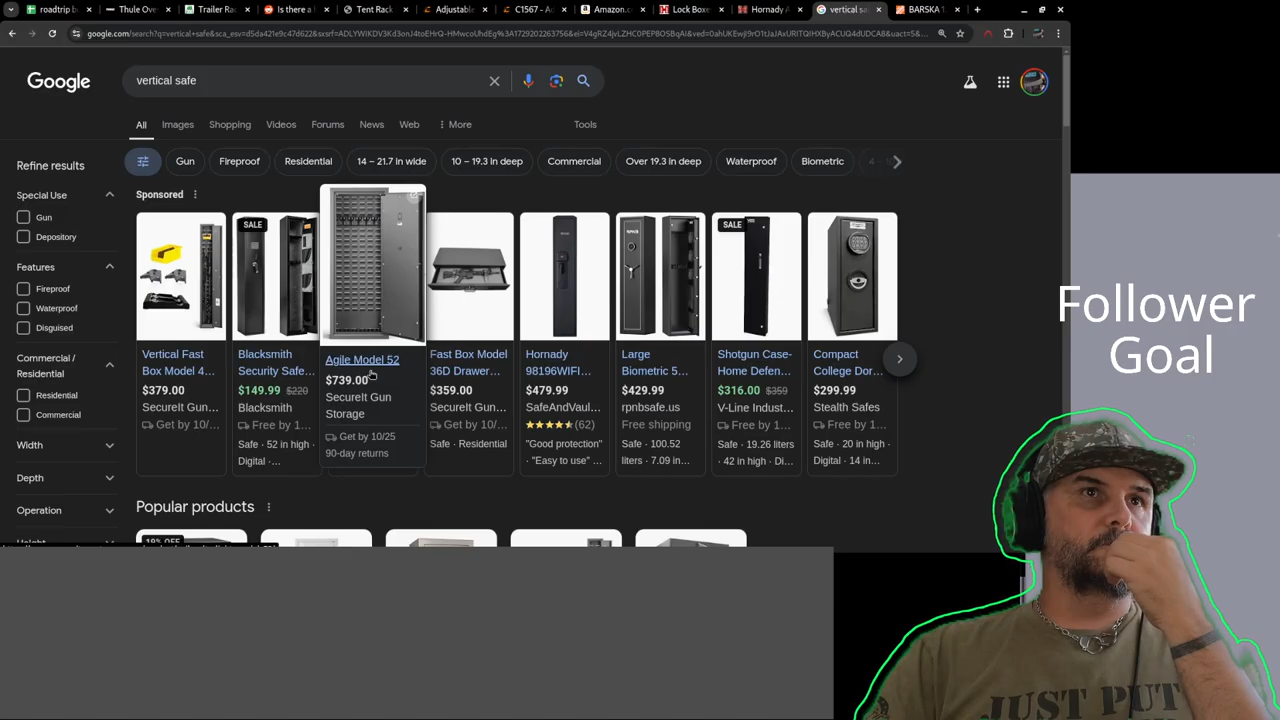 roadtrip b
Thule Over
Trailer Rac
Is there a l
Tent Rack
Adjustable
C1567 - A
Amazon.c
Lock Boxe
Hornady A
vertical sa
BARSKA 1
Google
vertical safe
All
Images
Shopping
Videos
Forums
News
Web
More
Tools
Refine results
Gun
Fireproof
Residential
14 – 21.7 in wide
10 – 19.3 in deep
Commercial
Over 19.3 in deep
Waterproof
Biometric
Special Use
Gun
Depository
Features
Fireproof
Waterproof
Disguised
Commercial /
Residential
Residential
Commercial
Width
Depth
Operation
Sponsored
Vertical Fast
Box Model 4...
$379.00
SecureIt Gun...
Get by 10/...
SALE
Blacksmith
Security Safe...
$149.99 $220
Blacksmith
Free by 1...
Safe · 52 in high ·
Digital ·...
Agile Model 52
$739.00
SecureIt Gun
Storage
Get by 10/25
90-day returns
Fast Box Model
36D Drawer...
$359.00
SecureIt Gun...
Get by 10/...
Safe · Residential
Hornady
98196WIFI...
$479.99
SafeAndVaul...
(62)
"Good protection"
· "Easy to use" ...
Large
Biometric 5...
$429.99
rpnbsafe.us
Free shipping
Safe · 100.52
liters · 7.09 in...
SALE
Shotgun Case-
Home Defen...
$316.00 $359
V-Line Indust...
Free by 1...
Safe · 19.26 liters
· 42 in high · Di...
Compact
College Dor...
$299.99
Stealth Safes
Free by 1...
Safe · 20 in high ·
Digital · 14 in...
Popular products
Follower
Goal
JUST PUT